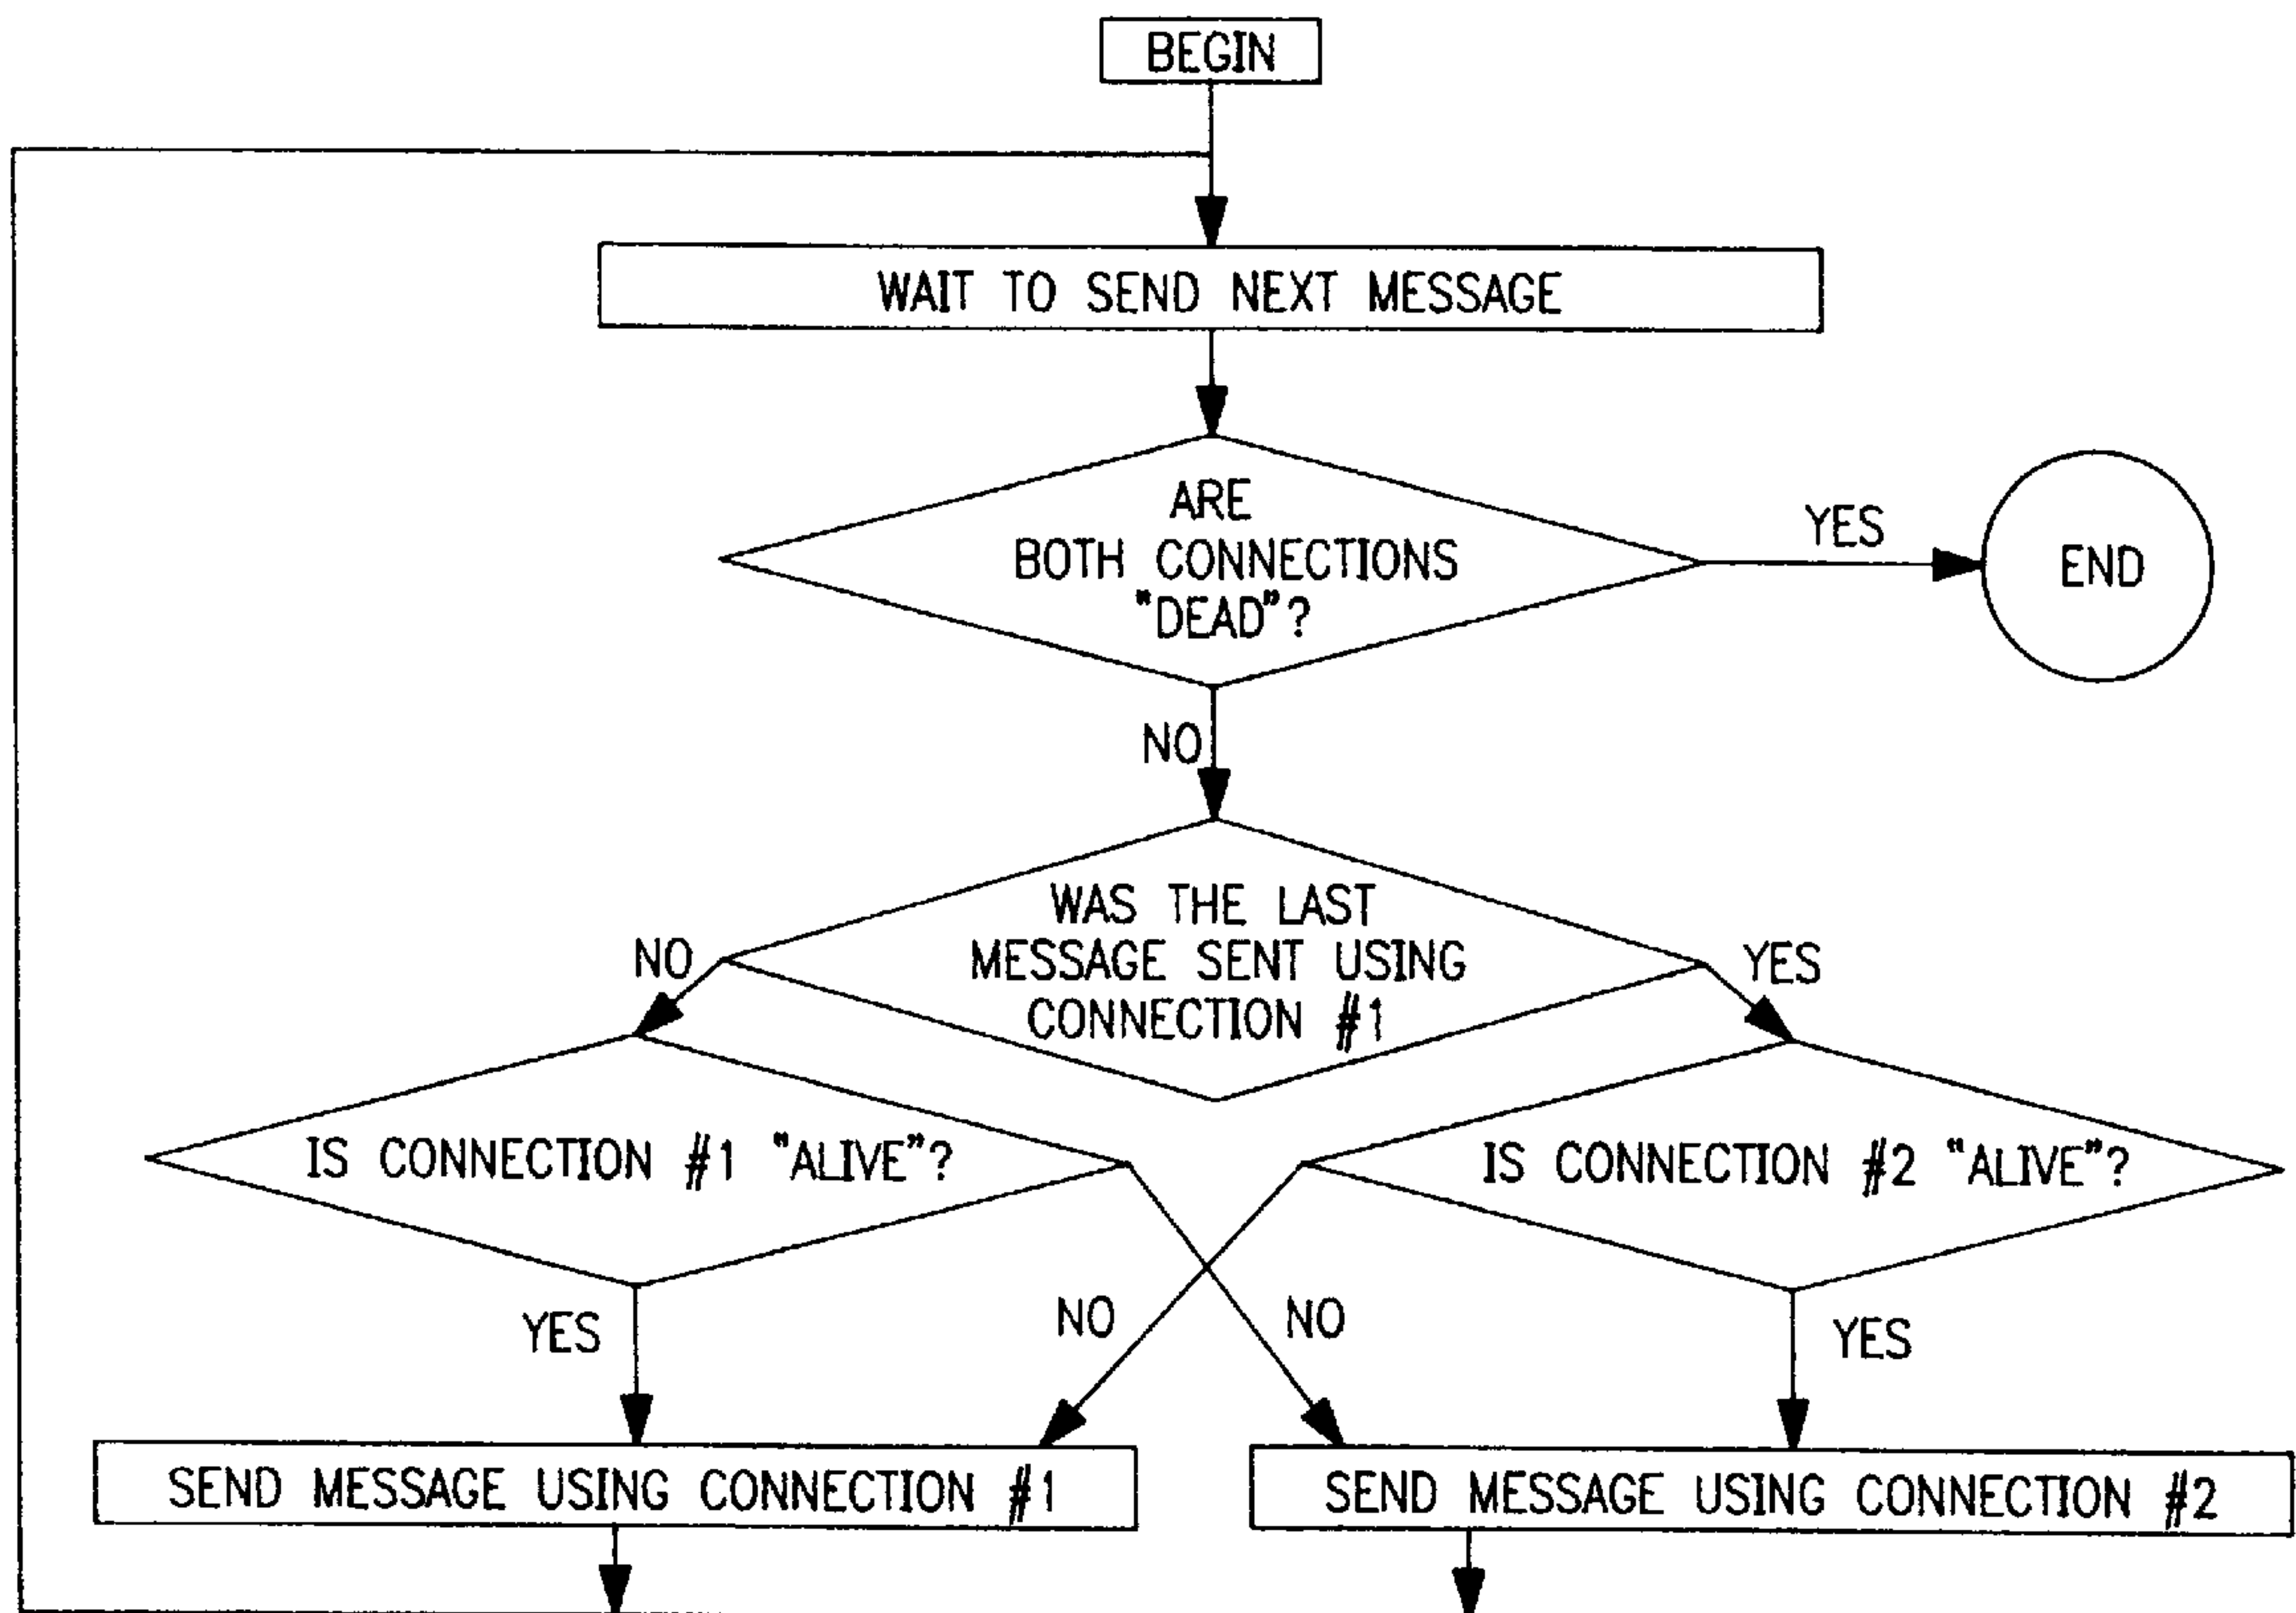 BEGIN
WAIT TO SEND NEXT MESSAGE
ARE
BOTH CONNECTIONS
"DEAD"?
YES
END
NO
WAS THE LAST
MESSAGE SENT USING
CONNECTION #1
NO
YES
IS CONNECTION #1 "ALIVE"?
IS CONNECTION #2 "ALIVE"?
YES
NO
NO
YES
SEND MESSAGE USING CONNECTION #1
SEND MESSAGE USING CONNECTION #2